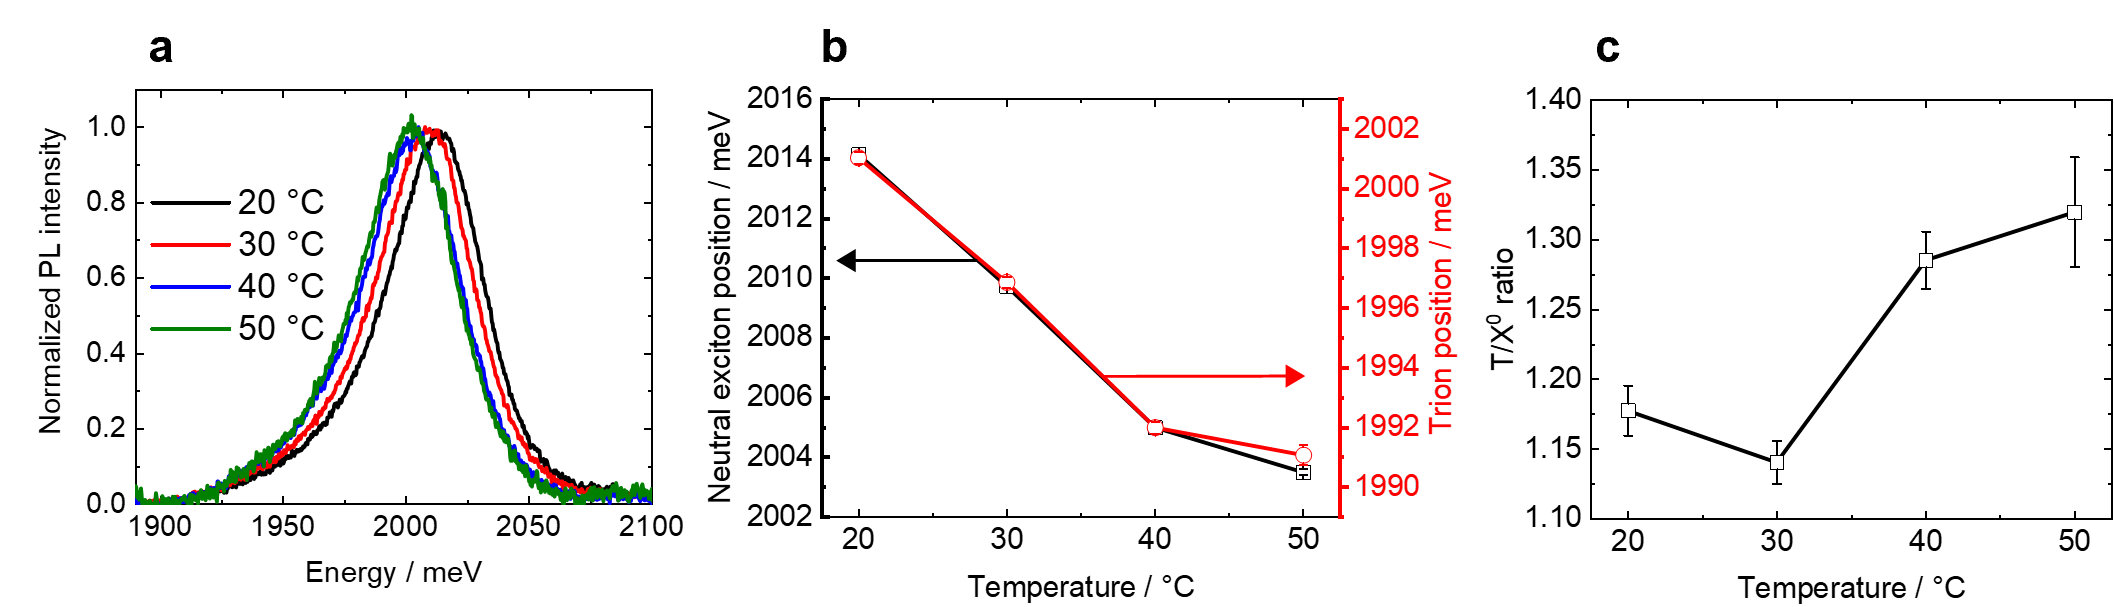 a
Normalized PL intensity
1.0
0.8
0.6
0.4
0.2
0.0
20 °C
30 °C
40 °C
50 °C
1900 1950 2000 2050 2100
Energy / meV
b
Neutral exciton position / meV
2016
2014
2012
2010
2008
2006
2004
2002
20 30 40 50
Temperature / °C
2002
2000
1998
1996
1994
1992
1990
Trion position / meV
c
T/X⁰ ratio
1.40
1.35
1.30
1.25
1.20
1.15
1.10
20 30 40 50
Temperature / °C